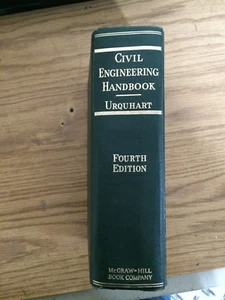 CIVIL
ENGINEERING
HANDBOOK
URQUHART
FOURTH
EDITION
MCGRAW-HILL
BOOK COMPANY